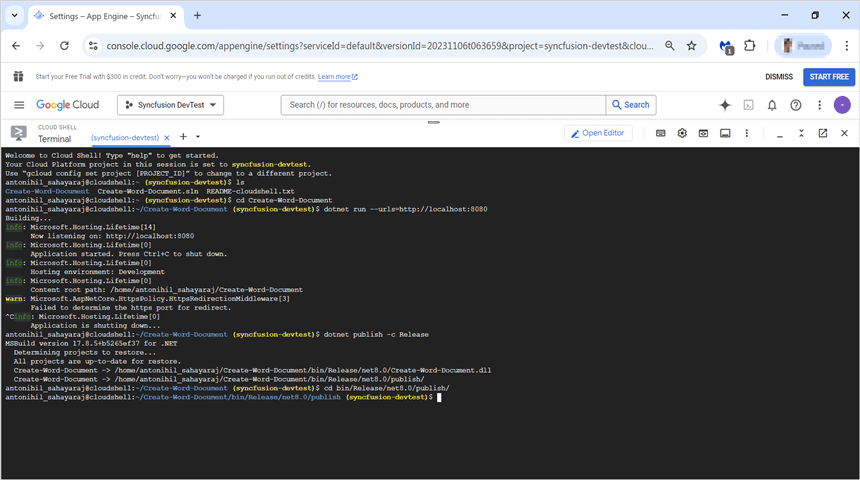 Settings – App Engine – Syncfu
console.cloud.google.com/appengine/settings?serviceId=default&versionId=20231106t063659&project=syncfusion-devtest&clou...
1
Start your Free Trial with $300 in credit. Don't worry—you won't be charged if you run out of credits. Learn more
DISMISS
START FREE
Google Cloud
Syncfusion DevTest
Search (/) for resources, docs, products, and more
Search
CLOUD SHELL
Terminal
(syncfusion-devtest)
Open Editor
Welcome to Cloud Shell! Type "help" to get started.
Your Cloud Platform project in this session is set to syncfusion-devtest.
Use "gcloud config set project [PROJECT_ID]" to change to a different project.
antonihil_sahayaraj@cloudshell:~ (syncfusion-devtest)$ ls
Create-Word-Document  Create-Word-Document.sln  README-cloudshell.txt
antonihil_sahayaraj@cloudshell:~ (syncfusion-devtest)$ cd Create-Word-Document
antonihil_sahayaraj@cloudshell:~/Create-Word-Document (syncfusion-devtest)$ dotnet run --urls=http://localhost:8080
Building...
info: Microsoft.Hosting.Lifetime[14]
Now listening on: http://localhost:8080
info: Microsoft.Hosting.Lifetime[0]
Application started. Press Ctrl+C to shut down.
info: Microsoft.Hosting.Lifetime[0]
Hosting environment: Development
info: Microsoft.Hosting.Lifetime[0]
Content root path: /home/antonihil_sahayaraj/Create-Word-Document
warn: Microsoft.AspNetCore.HttpsPolicy.HttpsRedirectionMiddleware[3]
Failed to determine the https port for redirect.
^Cinfo: Microsoft.Hosting.Lifetime[0]
Application is shutting down...
antonihil_sahayaraj@cloudshell:~/Create-Word-Document (syncfusion-devtest)$ dotnet publish -c Release
MSBuild version 17.8.5+b5265ef37 for .NET
Determining projects to restore...
All projects are up-to-date for restore.
Create-Word-Document -> /home/antonihil_sahayaraj/Create-Word-Document/bin/Release/net8.0/Create-Word-Document.dll
Create-Word-Document -> /home/antonihil_sahayaraj/Create-Word-Document/bin/Release/net8.0/publish/
antonihil_sahayaraj@cloudshell:~/Create-Word-Document (syncfusion-devtest)$ cd bin/Release/net8.0/publish/
antonihil_sahayaraj@cloudshell:~/Create-Word-Document/bin/Release/net8.0/publish (syncfusion-devtest)$